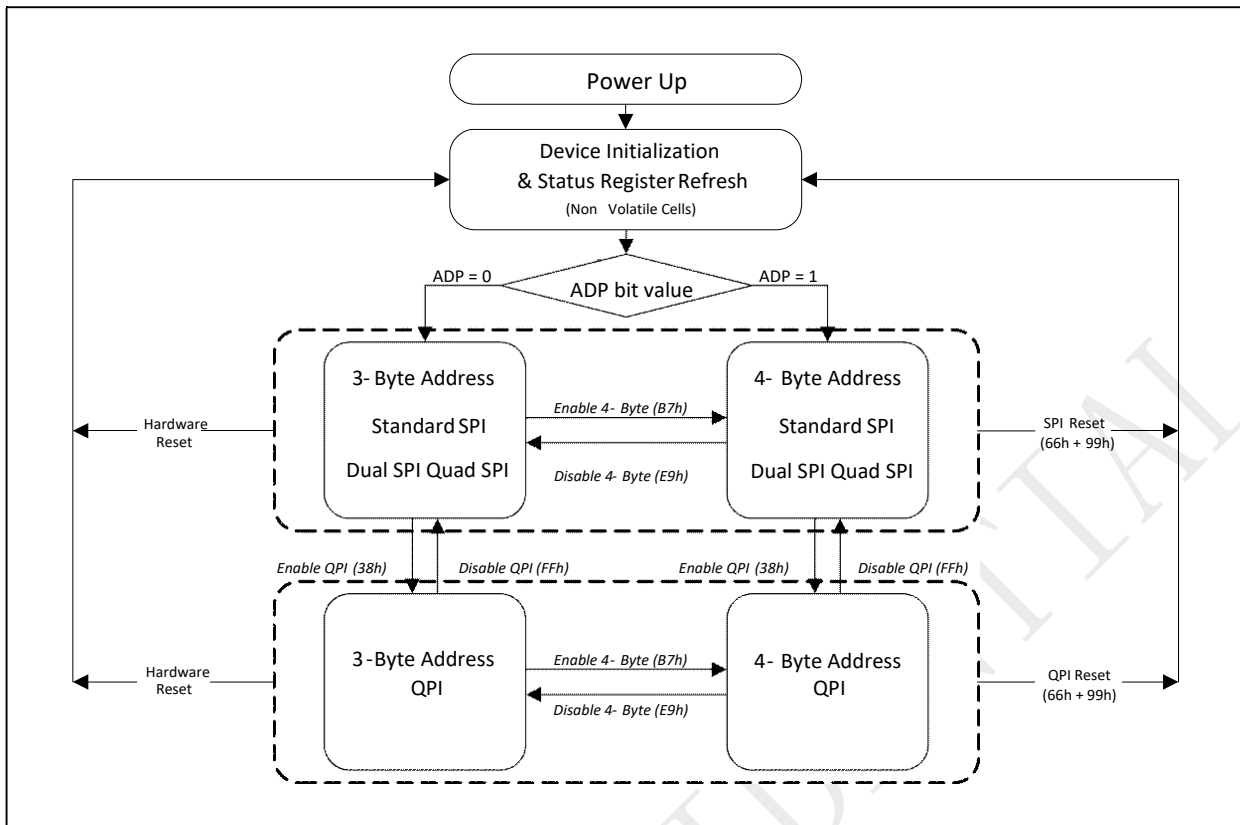 Power Up
Device Initialization
& Status Register Refresh
(Non Volatile Cells)
ADP = 0
ADP bit value
ADP = 1
3- Byte Address
Standard SPI
Dual SPI Quad SPI
Enable 4- Byte (B7h)
Disable 4- Byte (E9h)
4- Byte Address
Standard SPI
Dual SPI Quad SPI
Hardware
Reset
SPI Reset
(66h + 99h)
Enable QPI (38h)
Disable QPI (FFh)
Enable QPI (38h)
Disable QPI (FFh)
3-Byte Address
QPI
Enable 4- Byte (B7h)
Disable 4- Byte (E9h)
4- Byte Address
QPI
Hardware
Reset
QPI Reset
(66h + 99h)